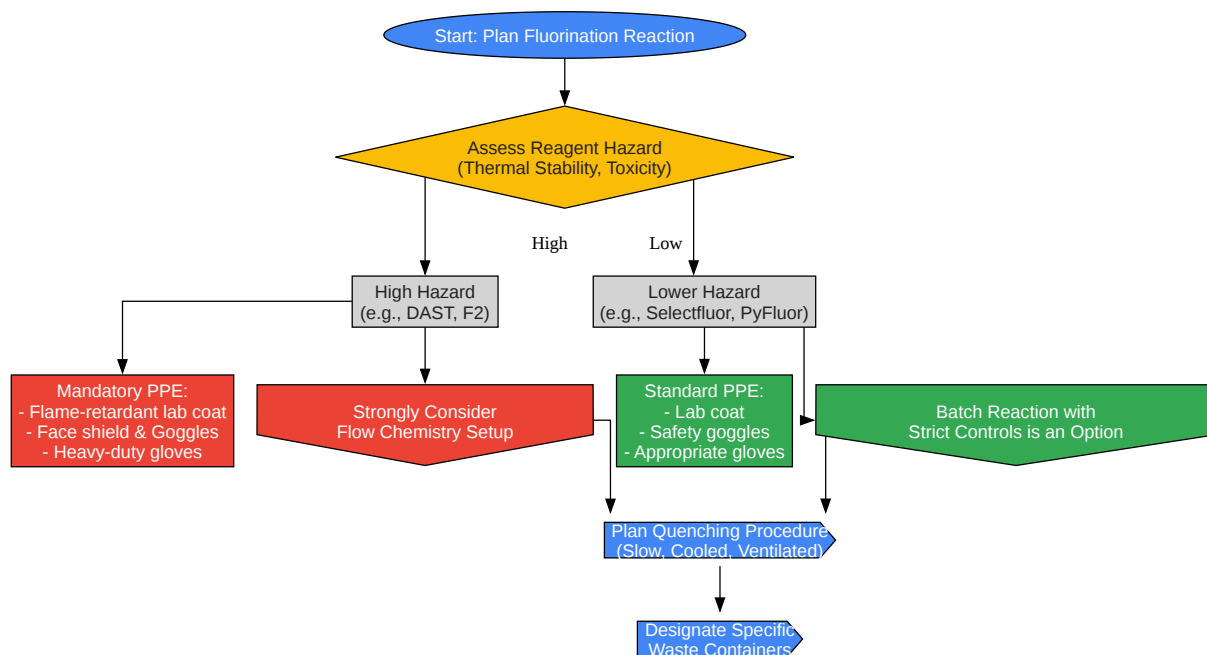 Start: Plan Fluorination Reaction
Assess Reagent Hazard
(Thermal Stability, Toxicity)
High
Low
High Hazard
(e.g., DAST, F2)
Lower Hazard
(e.g., Selectfluor, PyFluor)
Mandatory PPE:
- Flame-retardant lab coat
- Face shield & Goggles
- Heavy-duty gloves
Strongly Consider
Flow Chemistry Setup
Standard PPE:
- Lab coat
- Safety goggles
- Appropriate gloves
Batch Reaction with
Strict Controls is an Option
Plan Quenching Procedure
(Slow, Cooled, Ventilated)
Designate Specific
Waste Containers